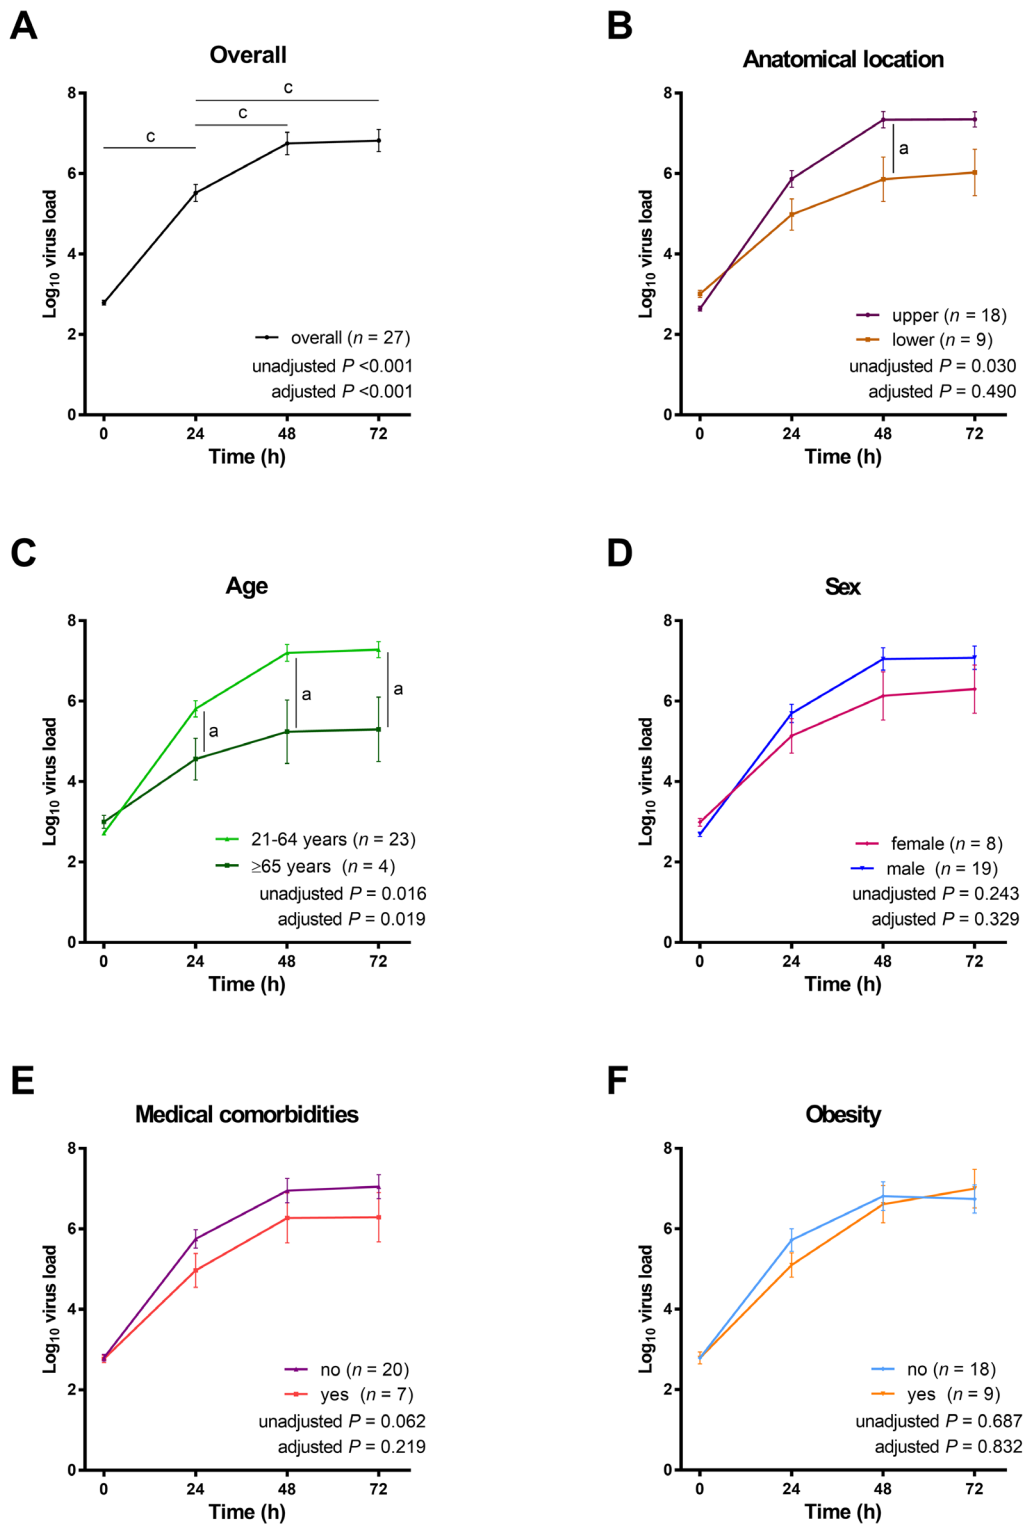 A
Overall
Log10 virus load
8
6
4
2
0
c
c
c
overall (n = 27)
unadjusted P <0.001
adjusted P <0.001
0 24 48 72
Time (h)
B
Anatomical location
Log10 virus load
8
6
4
2
0
a
upper (n = 18)
lower (n = 9)
unadjusted P = 0.030
adjusted P = 0.490
0 24 48 72
Time (h)
C
Age
Log10 virus load
8
6
4
2
0
a
a
a
21-64 years (n = 23)
≥65 years (n = 4)
unadjusted P = 0.016
adjusted P = 0.019
0 24 48 72
Time (h)
D
Sex
Log10 virus load
8
6
4
2
0
female (n = 8)
male (n = 19)
unadjusted P = 0.243
adjusted P = 0.329
0 24 48 72
Time (h)
E
Medical comorbidities
Log10 virus load
8
6
4
2
0
no (n = 20)
yes (n = 7)
unadjusted P = 0.062
adjusted P = 0.219
0 24 48 72
Time (h)
F
Obesity
Log10 virus load
8
6
4
2
0
no (n = 18)
yes (n = 9)
unadjusted P = 0.687
adjusted P = 0.832
0 24 48 72
Time (h)